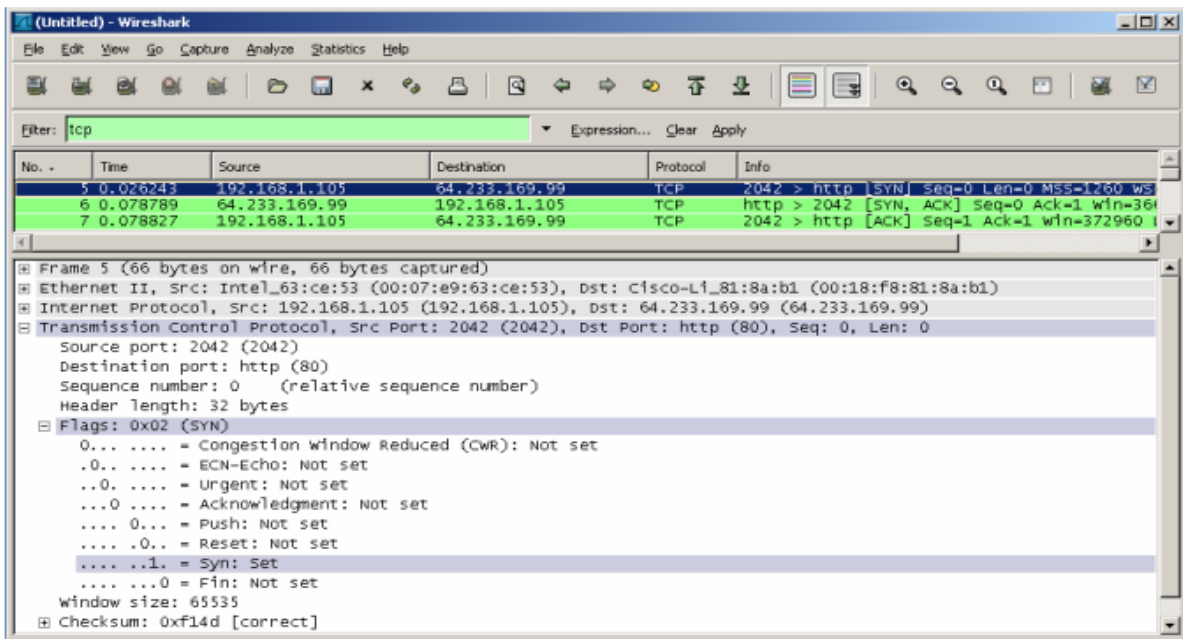 (Untitled) - Wireshark
File Edit View Go Capture Analyze Statistics Help
Filter: tcp Expression... Clear Apply
No. - Time Source Destination Protocol Info
5 0.026243 192.168.1.105 64.233.169.99 TCP 2042 > http [SYN] Seq=0 Len=0 MSS=1260 WS
6 0.078789 64.233.169.99 192.168.1.105 TCP http > 2042 [SYN, ACK] Seq=0 Ack=1 Win=366
7 0.078827 192.168.1.105 64.233.169.99 TCP 2042 > http [ACK] Seq=1 Ack=1 Win=372960
Frame 5 (66 bytes on wire, 66 bytes captured)
Ethernet II, Src: Intel_63:ce:53 (00:07:e9:63:ce:53), Dst: Cisco-Li_81:8a:b1 (00:18:f8:81:8a:b1)
Internet Protocol, Src: 192.168.1.105 (192.168.1.105), Dst: 64.233.169.99 (64.233.169.99)
Transmission Control Protocol, Src Port: 2042 (2042), Dst Port: http (80), Seq: 0, Len: 0
Source port: 2042 (2042)
Destination port: http (80)
Sequence number: 0 (relative sequence number)
Header length: 32 bytes
Flags: 0x02 (SYN)
0... .... = Congestion Window Reduced (CWR): Not set
.0.. .... = ECN-Echo: Not set
..0. .... = Urgent: Not set
...0 .... = Acknowledgment: Not set
.... 0... = Push: Not set
.... .0.. = Reset: Not set
.... ..1. = Syn: Set
.... ...0 = Fin: Not set
Window size: 65535
Checksum: 0xf14d [correct]